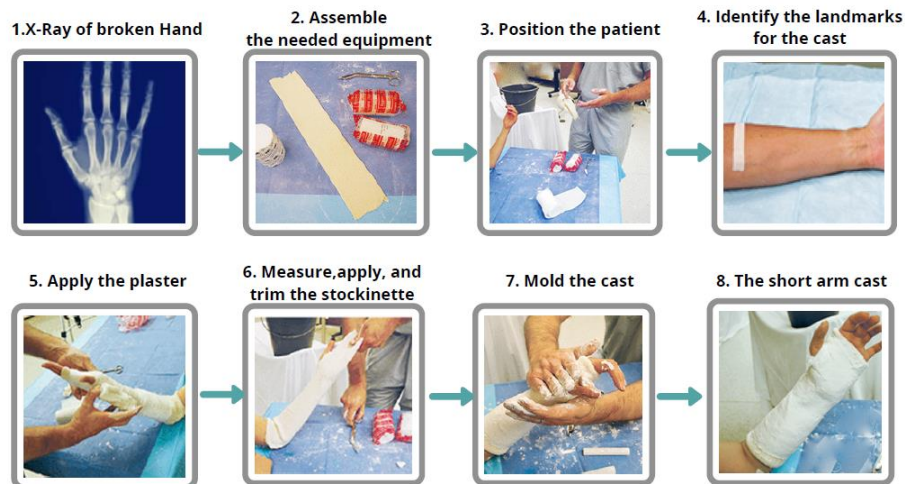 1.X-Ray of broken Hand
2. Assemble
the needed equipment
3. Position the patient
4. Identify the landmarks
for the cast
5. Apply the plaster
6. Measure,apply, and
trim the stockinette
7. Mold the cast
8. The short arm cast